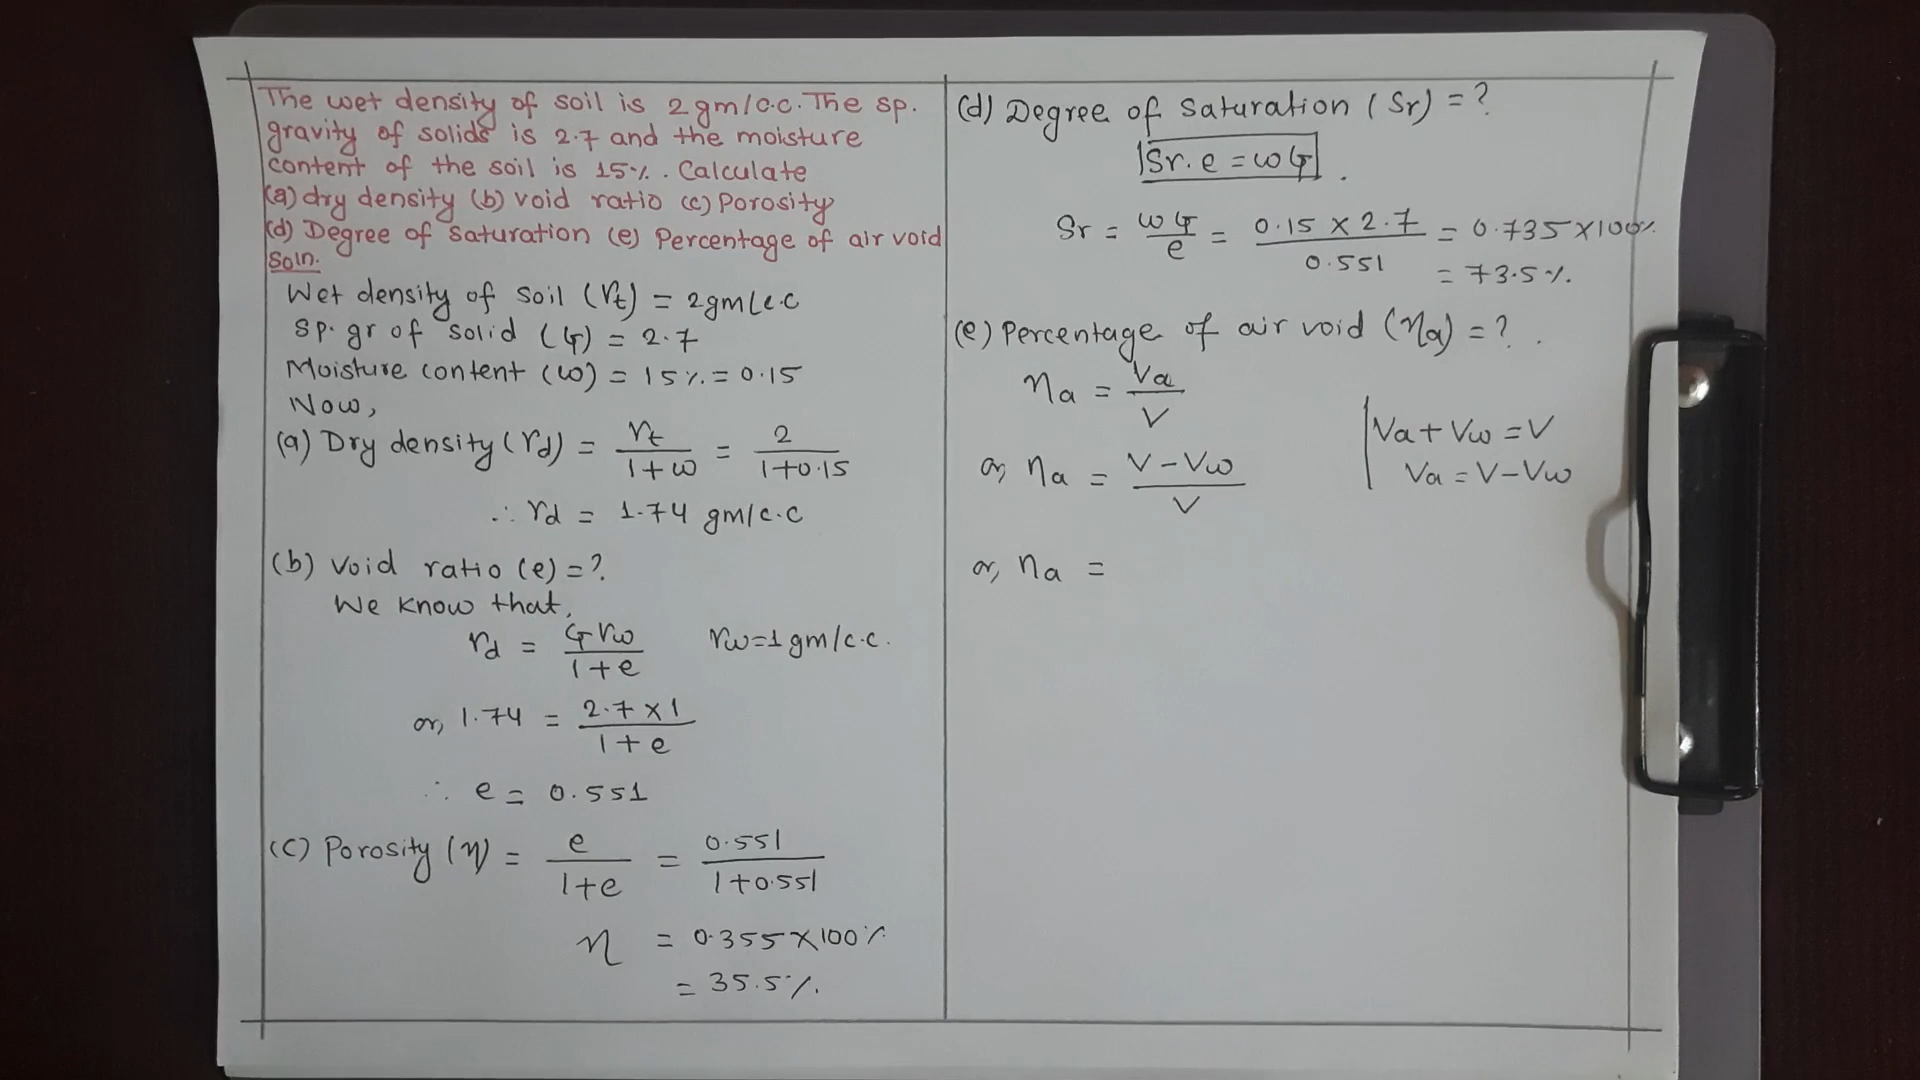 The wet density of soil is 2 gm/c.c. The sp.
gravity of solids is 2.7 and the moisture
content of the soil is 15%. Calculate
(a) dry density (b) void ratio (c) Porosity
(d) Degree of saturation (e) Percentage of air void
Soln.
Wet density of soil (γt) = 2gm/c.c
Sp. gr of solid (G) = 2.7
Moisture content (ω) = 15% = 0.15
Now,
(a) Dry density (γd) = γt/1+ω = 2/1+0.15
∴ γd = 1.74 gm/c.c
(b) Void ratio (e) = ?
We know that,
γd = Gγω/1+e γω=1gm/c.c.
or, 1.74 = 2.7×1/1+e
∴ e = 0.551
(c) Porosity (η) = e/1+e = 0.551/1+0.551
η = 0.355×100%
= 35.5%.
(d) Degree of saturation (Sr) = ?
Sr.e = ωG.
Sr = ωG/e = 0.15×2.7/0.551 = 0.735×100%
= 73.5%.
(e) Percentage of air void (ηa) = ?.
ηa = Va/V
Va+Vω=V
or, ηa = V-Vω/V
Va=V-Vω
or, ηa =